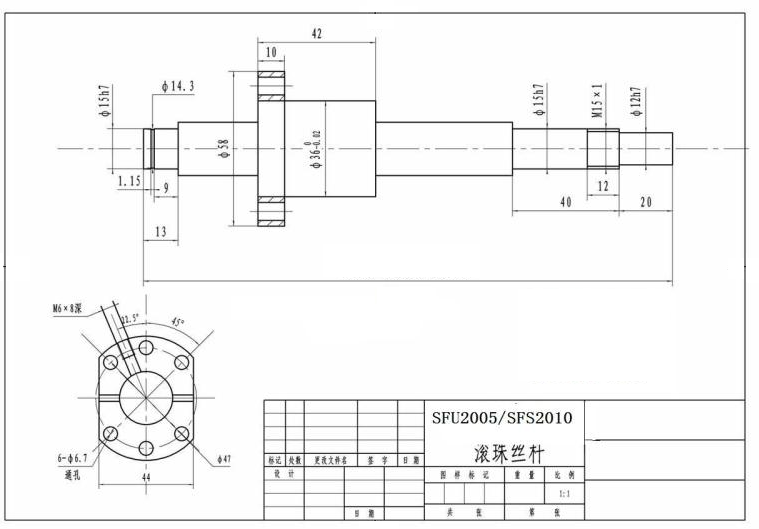 42
10
φ14.3
φ15h7
φ58
φ36 0 -0.02
φ15h7
M15×1
φ12h7
1.15
9
13
12
40
20
M6×8深
22.5°
45°
6-φ6.7
通孔
φ47
44
SFU2005/SFS2010
滚珠丝杆
标记 处数 更改文件名 签 字 日 期
设 计
图 样 标 记 重 量 比 例
1:1
日 期 共 张 第 张